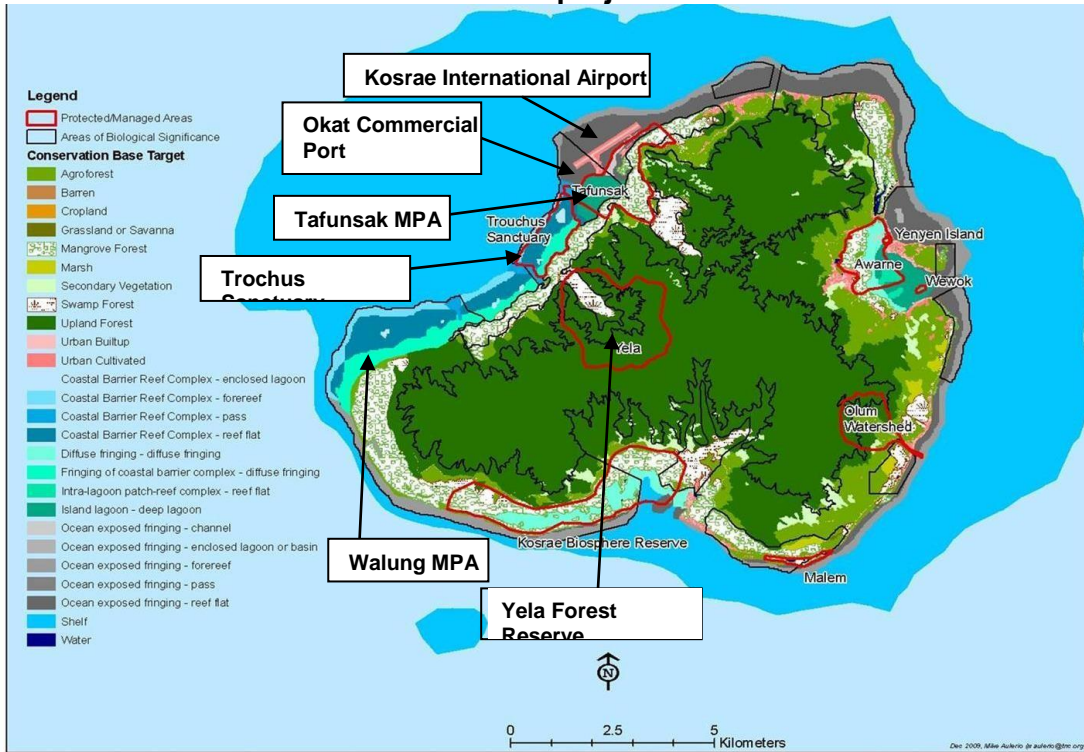 Kosrae International Airport
Okat Commercial
Port
Tafunsak MPA
Trochus
Walung MPA
Yela Forest
Reserve
Legend
Protected/Managed Areas
Areas of Biological Significance
Conservation Base Target
Agroforest
Barren
Cropland
Grassland or Savanna
Mangrove Forest
Marsh
Secondary Vegetation
Swamp Forest
Upland Forest
Urban Builtup
Urban Cultivated
Coastal Barrier Reef Complex - enclosed lagoon
Coastal Barrier Reef Complex - forereef
Coastal Barrier Reef Complex - pass
Coastal Barrier Reef Complex - reef flat
Diffuse fringing - diffuse fringing
Fringing of coastal barrier complex - diffuse fringing
Intra-lagoon patch-reef complex - reef flat
Island lagoon - deep lagoon
Ocean exposed fringing - channel
Ocean exposed fringing - enclosed lagoon or basin
Ocean exposed fringing - forereef
Ocean exposed fringing - pass
Ocean exposed fringing - reef flat
Shelf
Water
Tafunsak
Trouchus
Sanctuary
Yenyen Island
Awarne
Wewok
Yela
Olum
Watershed
Kosrae Biosphere Reserve
Malem
N
0 2.5 5
Kilometers
Dec 2009, Mike Aulerio